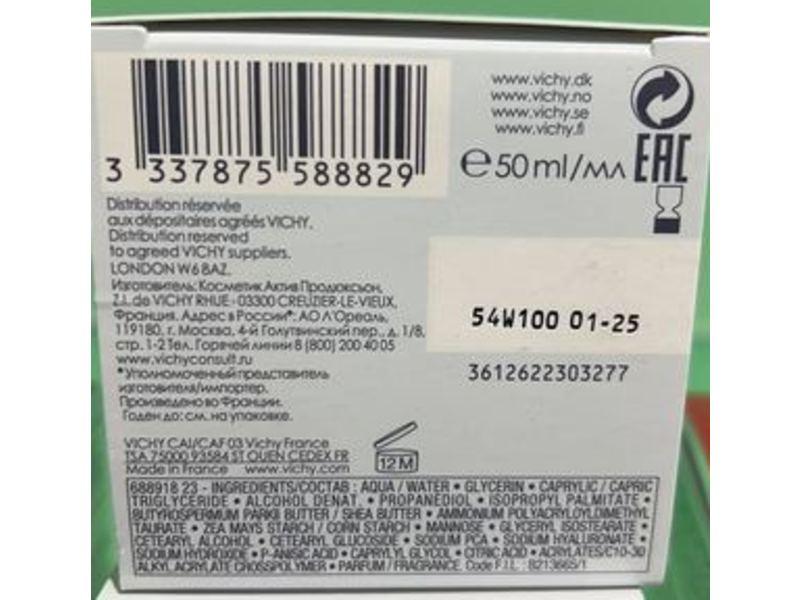 3 337875 588829
www.vichy.dk
www.vichy.no
www.vichy.se
www.vichy.fi
℮50ml/мл
EAC
Distribution réservée
aux dépositaires agréés VICHY.
Distribution reserved
to agreed VICHY suppliers.
LONDON W6 8AZ.
Изготовитель: Косметик Актив Продюксьон,
Z.I. de VICHY RHUE - 03300 CREUZIER-LE-VIEUX,
Франция. Адрес в России*: АО Л'Ореаль,
119180, г. Москва, 4-й Голутвинский пер., д. 1/8,
стр. 1-2 Тел. Горячей линии 8 (800) 200 40 05
www.vichyconsult.ru
*Уполномоченный представитель
изготовителя/импортер.
Произведено во Франции.
Годен до: см. на упаковке.
54W100 01-25
3612622303277
VICHY CAI/CAF 03 Vichy France
TSA 75000 93584 ST OUEN CEDEX FR
Made in France www.vichy.com
12M
688918 23 - INGREDIENTS/СОСТАВ : AQUA / WATER • GLYCERIN • CAPRYLIC / CAPRIC
TRIGLYCERIDE • ALCOHOL DENAT. • PROPANEDIOL • ISOPROPYL PALMITATE •
BUTYROSPERMUM PARKII BUTTER / SHEA BUTTER • AMMONIUM POLYACRYLOYLDIMETHYL
TAURATE • ZEA MAYS STARCH / CORN STARCH • MANNOSE • GLYCERYL ISOSTEARATE •
CETEARYL ALCOHOL • CETEARYL GLUCOSIDE • SODIUM PCA • SODIUM HYALURONATE •
SODIUM HYDROXIDE • P-ANISIC ACID • CAPRYLYL GLYCOL • CITRIC ACID • ACRYLATES/C10-30
ALKYL ACRYLATE CROSSPOLYMER • PARFUM / FRAGRANCE. Code F.I.L. : B213665/1